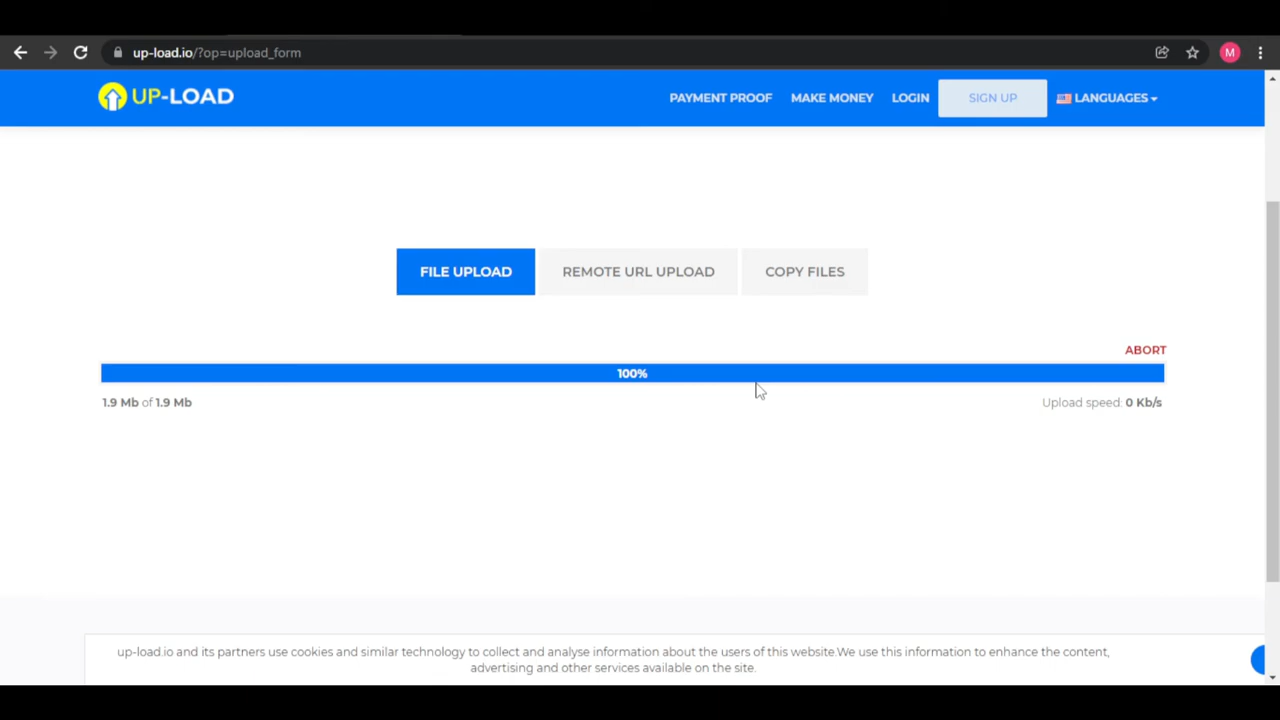 up-load.io/?op=upload_form
M
UP-LOAD
PAYMENT PROOF
MAKE MONEY
LOGIN
SIGN UP
LANGUAGES
FILE UPLOAD
REMOTE URL UPLOAD
COPY FILES
ABORT
100%
1.9 Mb of 1.9 Mb
Upload speed: 0 Kb/s
up-load.io and its partners use cookies and similar technology to collect and analyse information about the users of this website.We use this information to enhance the content,
advertising and other services available on the site.